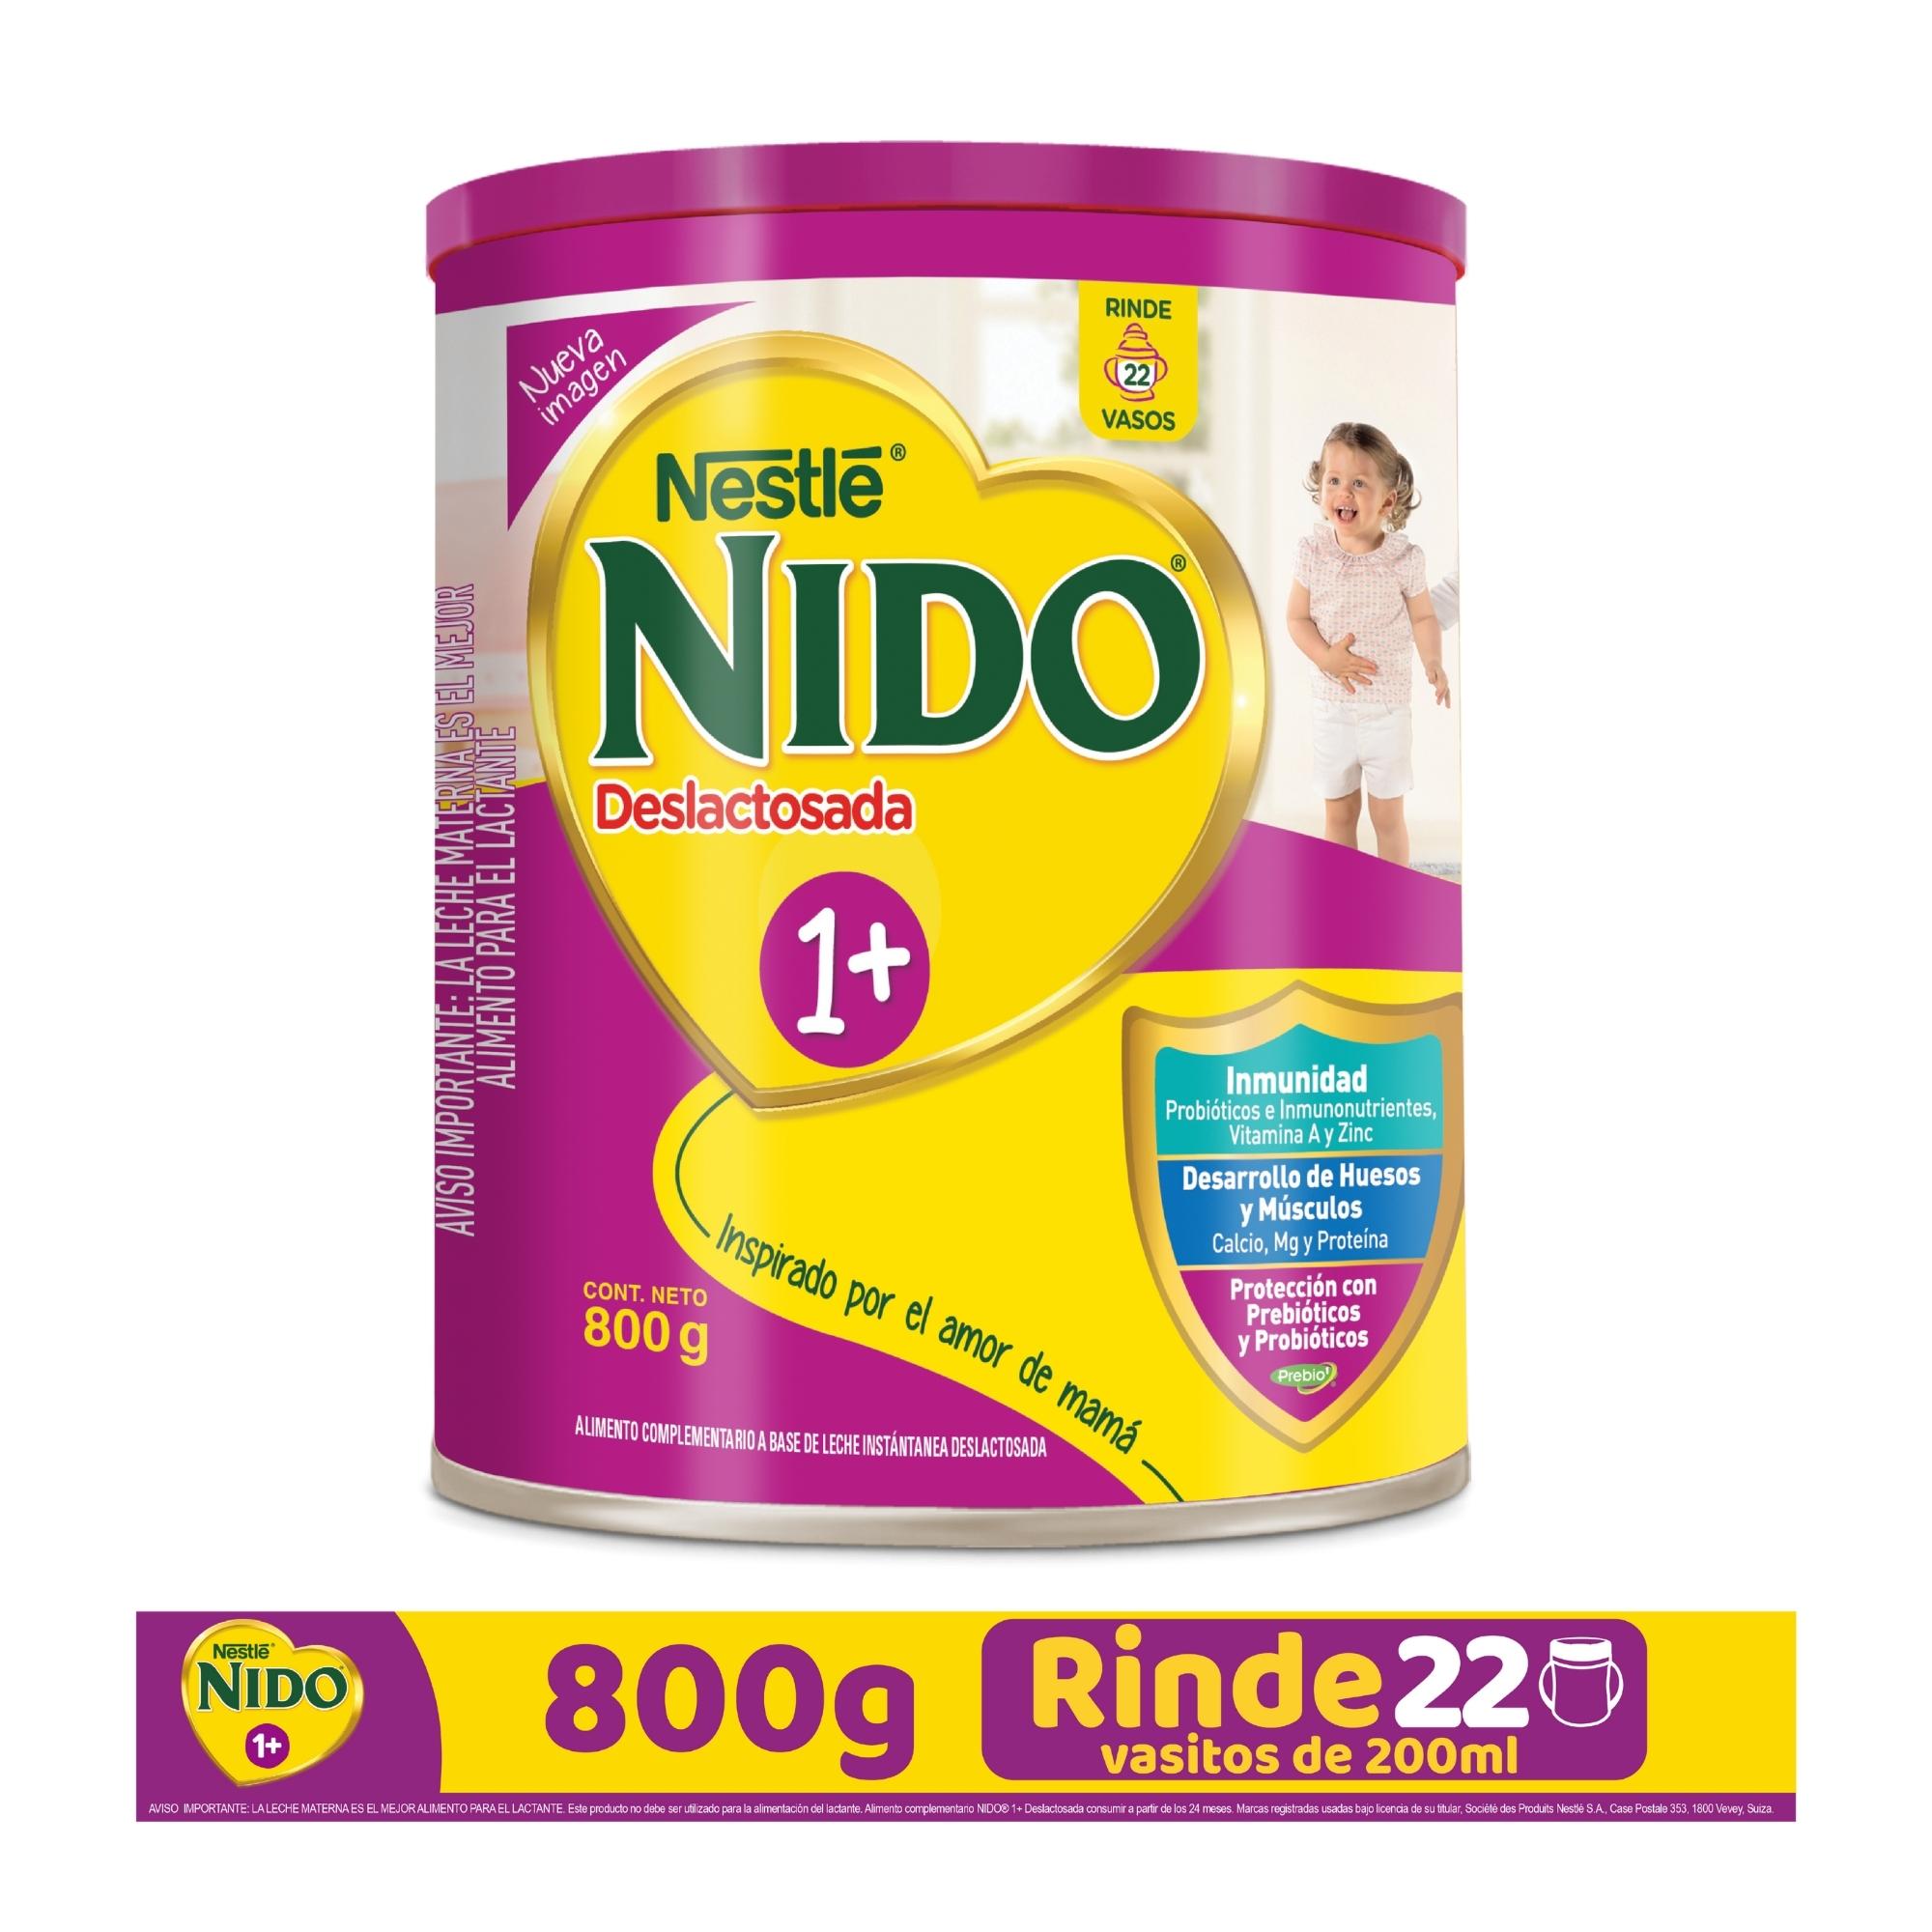 Nueva
imagen
RINDE
22
VASOS
Nestlé®
NIDO®
Deslactosada
1+
AVISO IMPORTANTE: LA LECHE MATERNA ES EL MEJOR
ALIMENTO PARA EL LACTANTE
Inmunidad
Probióticos e Inmunonutrientes,
Vitamina A y Zinc
Desarrollo de Huesos
y Músculos
Calcio, Mg y Proteína
Protección con
Prebióticos
y Probióticos
Prebio¹®
Inspirado por el amor de mamá
CONT. NETO
800 g
ALIMENTO COMPLEMENTARIO A BASE DE LECHE INSTÁNTANEA DESLACTOSADA
Nestlé®
NIDO®
1+
800g
Rinde 22
vasitos de 200ml
AVISO IMPORTANTE: LA LECHE MATERNA ES EL MEJOR ALIMENTO PARA EL LACTANTE. Este producto no debe ser utilizado para la alimentación del lactante. Alimento complementario NIDO® 1+ Deslactosada consumir a partir de los 24 meses. Marcas registradas usadas bajo licencia de su titular, Société des Produits Nestlé S.A., Case Postale 353, 1800 Vevey, Suiza.